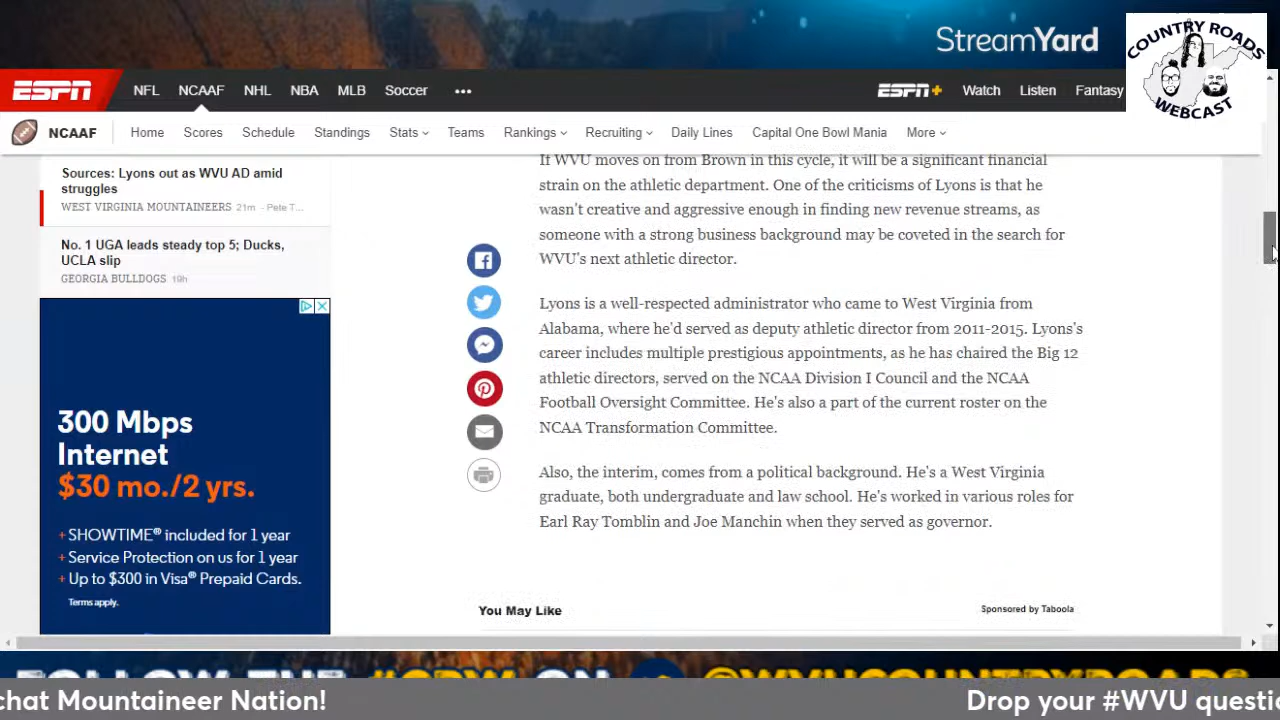 StreamYard
COUNTRY ROADS
WEBCAST
ESPN
NFL
NCAAF
NHL
NBA
MLB
Soccer
•••
ESPN+
Watch
Listen
Fantasy
NCAAF
Home
Scores
Schedule
Standings
Stats
Teams
Rankings
Recruiting
Daily Lines
Capital One Bowl Mania
More
Sources: Lyons out as WVU AD amid
struggles
WEST VIRGINIA MOUNTAINEERS 21m - Pete T...
No. 1 UGA leads steady top 5; Ducks,
UCLA slip
GEORGIA BULLDOGS 19h
300 Mbps
Internet
$30 mo./2 yrs.
+ SHOWTIME® included for 1 year
+ Service Protection on us for 1 year
+ Up to $300 in Visa® Prepaid Cards.
Terms apply.
If WVU moves on from Brown in this cycle, it will be a significant financial
strain on the athletic department. One of the criticisms of Lyons is that he
wasn't creative and aggressive enough in finding new revenue streams, as
someone with a strong business background may be coveted in the search for
WVU's next athletic director.
Lyons is a well-respected administrator who came to West Virginia from
Alabama, where he'd served as deputy athletic director from 2011-2015. Lyons's
career includes multiple prestigious appointments, as he has chaired the Big 12
athletic directors, served on the NCAA Division I Council and the NCAA
Football Oversight Committee. He's also a part of the current roster on the
NCAA Transformation Committee.
Also, the interim, comes from a political background. He's a West Virginia
graduate, both undergraduate and law school. He's worked in various roles for
Earl Ray Tomblin and Joe Manchin when they served as governor.
You May Like
Sponsored by Taboola
FOLLOW THE #CRW ON @WVUCOUNTRYROADS
chat Mountaineer Nation!
Drop your #WVU questio